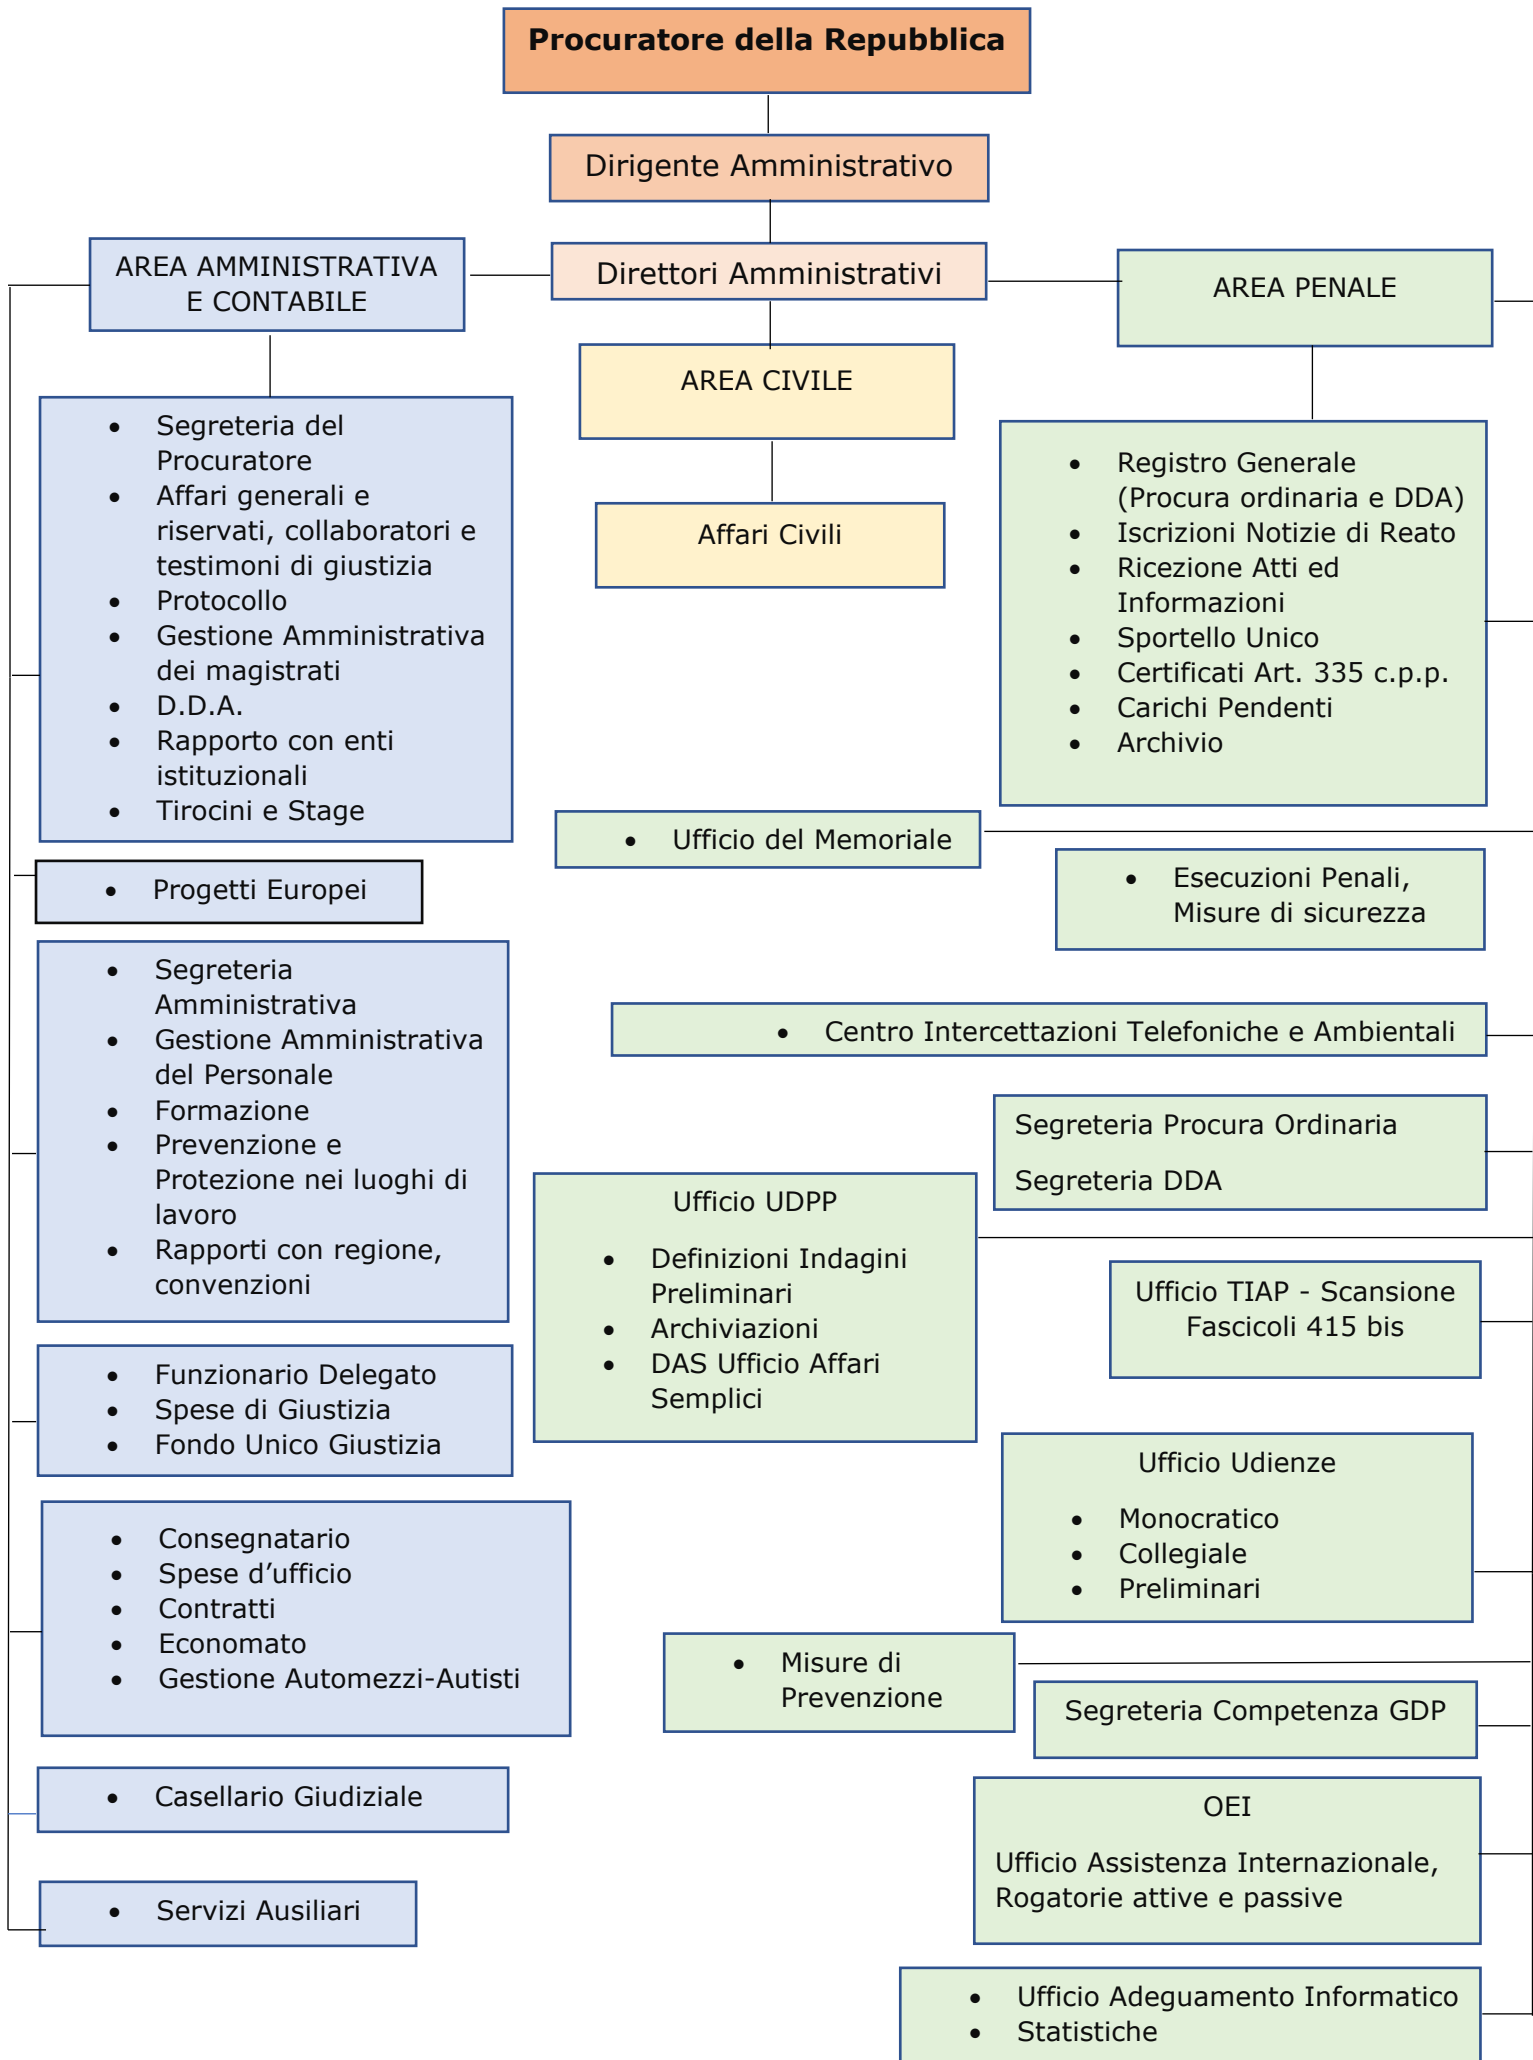 Procuratore della Repubblica
Dirigente Amministrativo
Direttori Amministrativi
AREA AMMINISTRATIVA
E CONTABILE
• Segreteria del
Procuratore
• Affari generali e
riservati, collaboratori e
testimoni di giustizia
• Protocollo
• Gestione Amministrativa
dei magistrati
• D.D.A.
• Rapporto con enti
istituzionali
• Tirocini e Stage
• Progetti Europei
• Segreteria
Amministrativa
• Gestione Amministrativa
del Personale
• Formazione
• Prevenzione e
Protezione nei luoghi di
lavoro
• Rapporti con regione,
convenzioni
• Funzionario Delegato
• Spese di Giustizia
• Fondo Unico Giustizia
• Consegnatario
• Spese d’ufficio
• Contratti
• Economato
• Gestione Automezzi-Autisti
• Casellario Giudiziale
• Servizi Ausiliari
AREA CIVILE
Affari Civili
AREA PENALE
• Registro Generale
(Procura ordinaria e DDA)
• Iscrizioni Notizie di Reato
• Ricezione Atti ed
Informazioni
• Sportello Unico
• Certificati Art. 335 c.p.p.
• Carichi Pendenti
• Archivio
• Ufficio del Memoriale
• Esecuzioni Penali,
Misure di sicurezza
• Centro Intercettazioni Telefoniche e Ambientali
Segreteria Procura Ordinaria
Segreteria DDA
Ufficio UDPP
• Definizioni Indagini
Preliminari
• Archiviazioni
• DAS Ufficio Affari
Semplici
Ufficio TIAP - Scansione
Fascicoli 415 bis
Ufficio Udienze
• Monocratico
• Collegiale
• Preliminari
• Misure di
Prevenzione
Segreteria Competenza GDP
OEI
Ufficio Assistenza Internazionale,
Rogatorie attive e passive
• Ufficio Adeguamento Informatico
• Statistiche